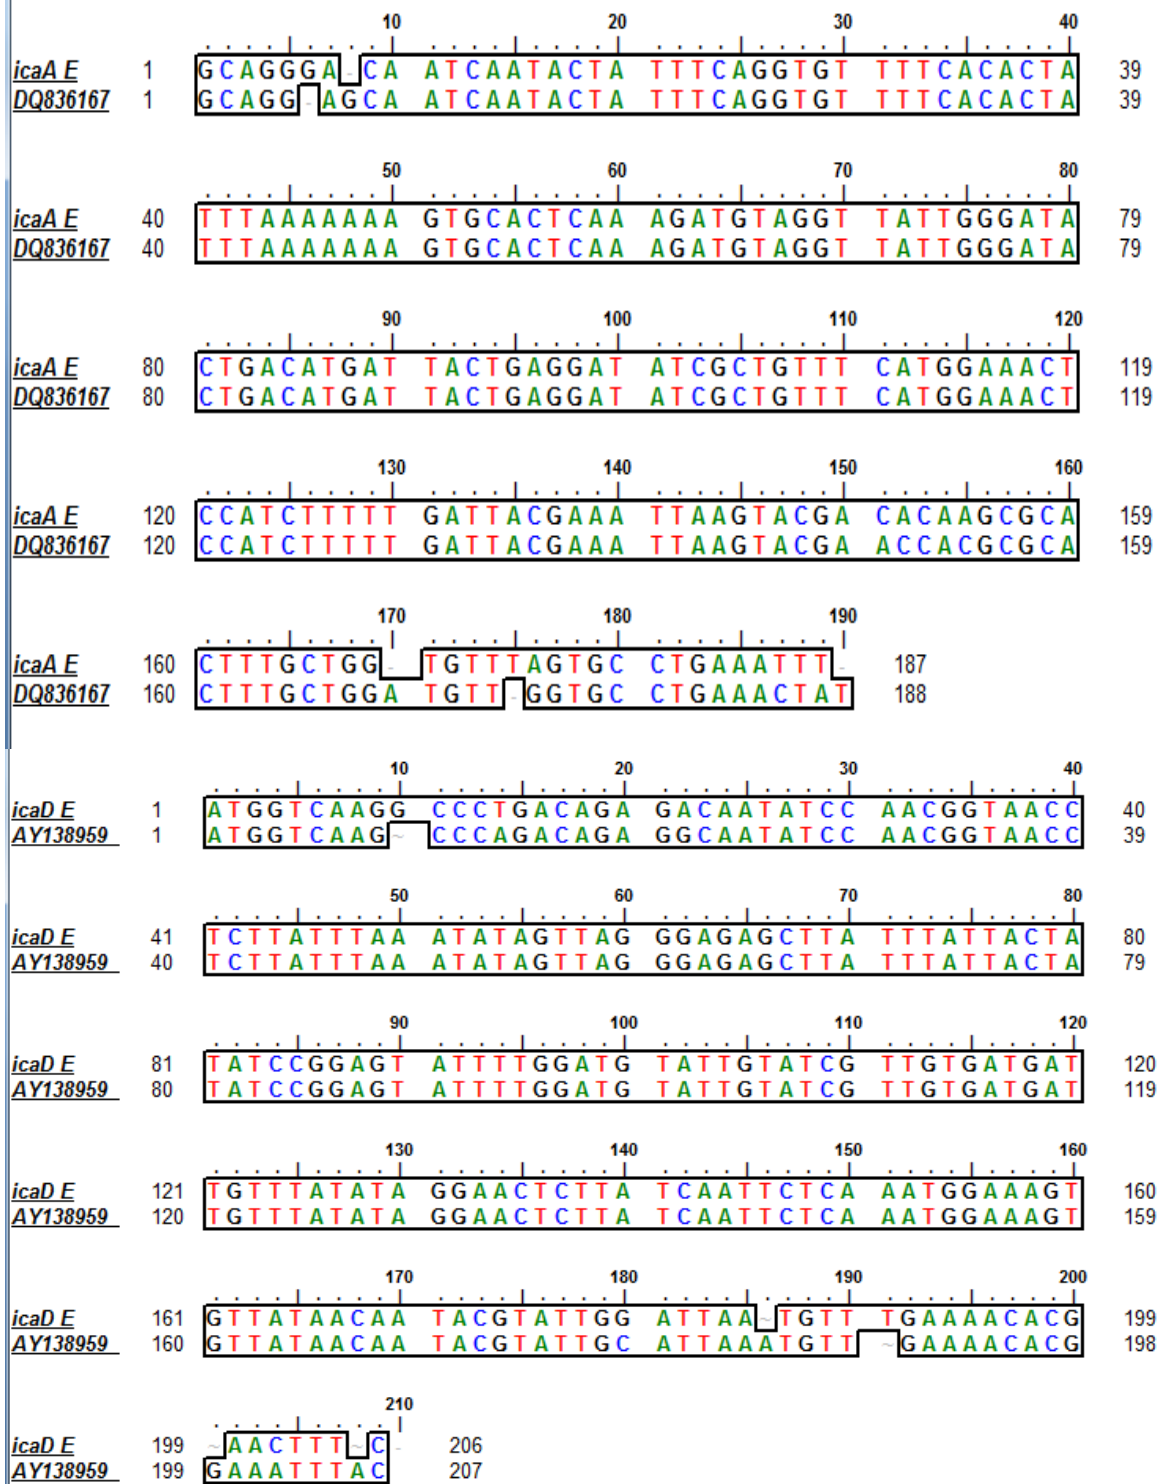 10 20 30 40
icaA E 1 GCAGGGA-CA ATCAATACTA TTTCAGGTGT TTTCACACTA 39
DQ836167 1 GCAGG-AGCA ATCAATACTA TTTCAGGTGT TTTCACACTA 39
50 60 70 80
icaA E 40 TTTAAAAAAA GTGCACTCAA AGATGTAGGT TATTGGGATA 79
DQ836167 40 TTTAAAAAAA GTGCACTCAA AGATGTAGGT TATTGGGATA 79
90 100 110 120
icaA E 80 CTGACATGAT TACTGAGGAT ATCGCTGTTT CATGGAAACT 119
DQ836167 80 CTGACATGAT TACTGAGGAT ATCGCTGTTT CATGGAAACT 119
130 140 150 160
icaA E 120 CCATCTTTTT GATTACGAAA TTAAGTACGA CACAAGCGCA 159
DQ836167 120 CCATCTTTTT GATTACGAAA TTAAGTACGA ACCACGCGCA 159
170 180 190
icaA E 160 CTTTGCTGG- TGTTTAGTGC CTGAAATTT- 187
DQ836167 160 CTTTGCTGGA TGTT-GGTGC CTGAAACTAT 188
10 20 30 40
icaD E 1 ATGGTCAAGG CCCTGACAGA GACAATATCC AACGGTAACC 40
AY138959 1 ATGGTCAAG~ CCCAGACAGA GGCAATATCC AACGGTAACC 39
50 60 70 80
icaD E 41 TCTTATTTAA ATATAGTTAG GGAGAGCTTA TTTATTACTA 80
AY138959 40 TCTTATTTAA ATATAGTTAG GGAGAGCTTA TTTATTACTA 79
90 100 110 120
icaD E 81 TATCCGGAGT ATTTTGGATG TATTGTATCG TTGTGATGAT 120
AY138959 80 TATCCGGAGT ATTTTGGATG TATTGTATCG TTGTGATGAT 119
130 140 150 160
icaD E 121 TGTTTATATA GGAACTCTTA TCAATTCTCA AATGGAAAGT 160
AY138959 120 TGTTTATATA GGAACTCTTA TCAATTCTCA AATGGAAAGT 159
170 180 190 200
icaD E 161 GTTATAACAA TACGTATTGG ATTAA~TGTT TGAAAACACG 199
AY138959 160 GTTATAACAA TACGTATTGC ATTAAATGTT ~GAAAACACG 198
210
icaD E 199 ~AACTTT~C- 206
AY138959 199 GAAATTTAC 207